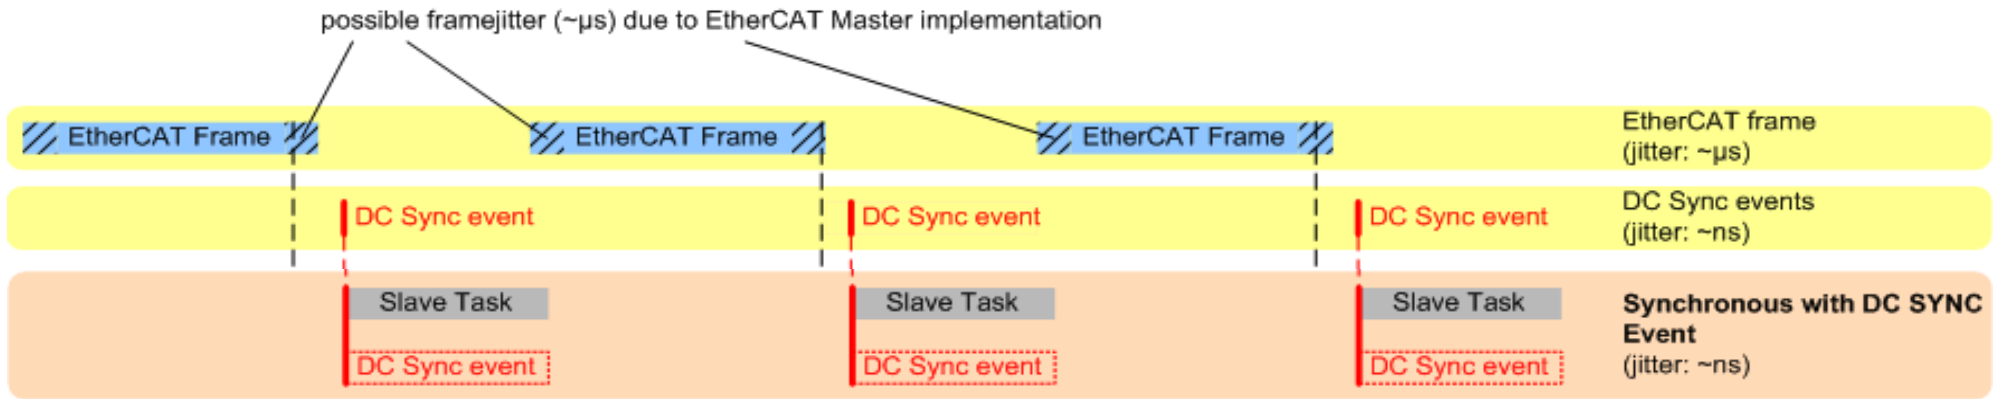 possible framejitter (~µs) due to EtherCAT Master implementation
EtherCAT Frame
EtherCAT Frame
EtherCAT Frame
EtherCAT frame
(jitter: ~µs)
DC Sync event
DC Sync event
DC Sync event
DC Sync events
(jitter: ~ns)
Slave Task
Slave Task
Slave Task
Synchronous with DC SYNC
Event
(jitter: ~ns)
DC Sync event
DC Sync event
DC Sync event